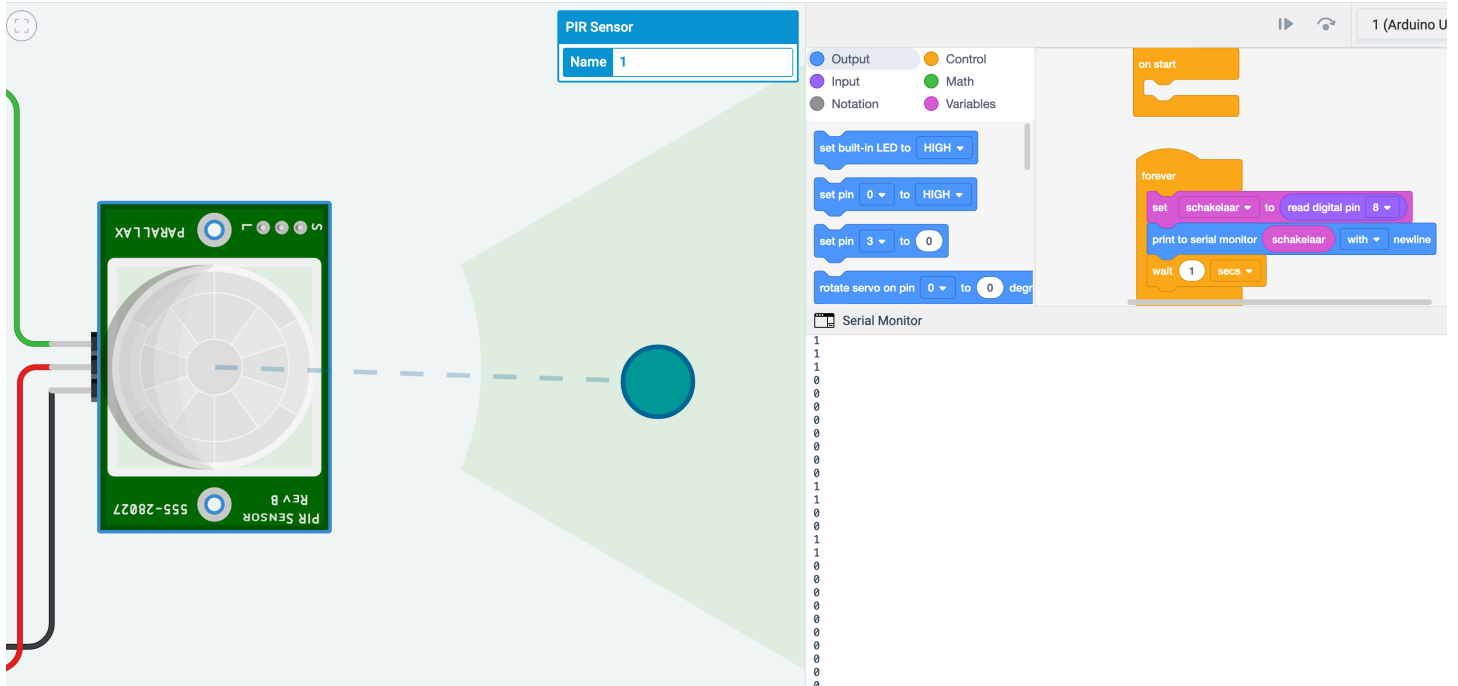 PIR Sensor
Name 1
1 (Arduino U
Output
Control
Input
Math
Notation
Variables
set built-in LED to HIGH
set pin 0 to HIGH
set pin 3 to 0
rotate servo on pin 0 to 0 degr
on start
forever
set schakelaar to read digital pin 8
print to serial monitor schakelaar with newline
wait 1 secs
Serial Monitor
1
1
1
0
0
0
0
0
0
0
0
1
1
0
0
1
1
0
0
0
0
0
0
0
0
0
0
PARALLAX
L S
555-28027
PIR SENSOR
REV B